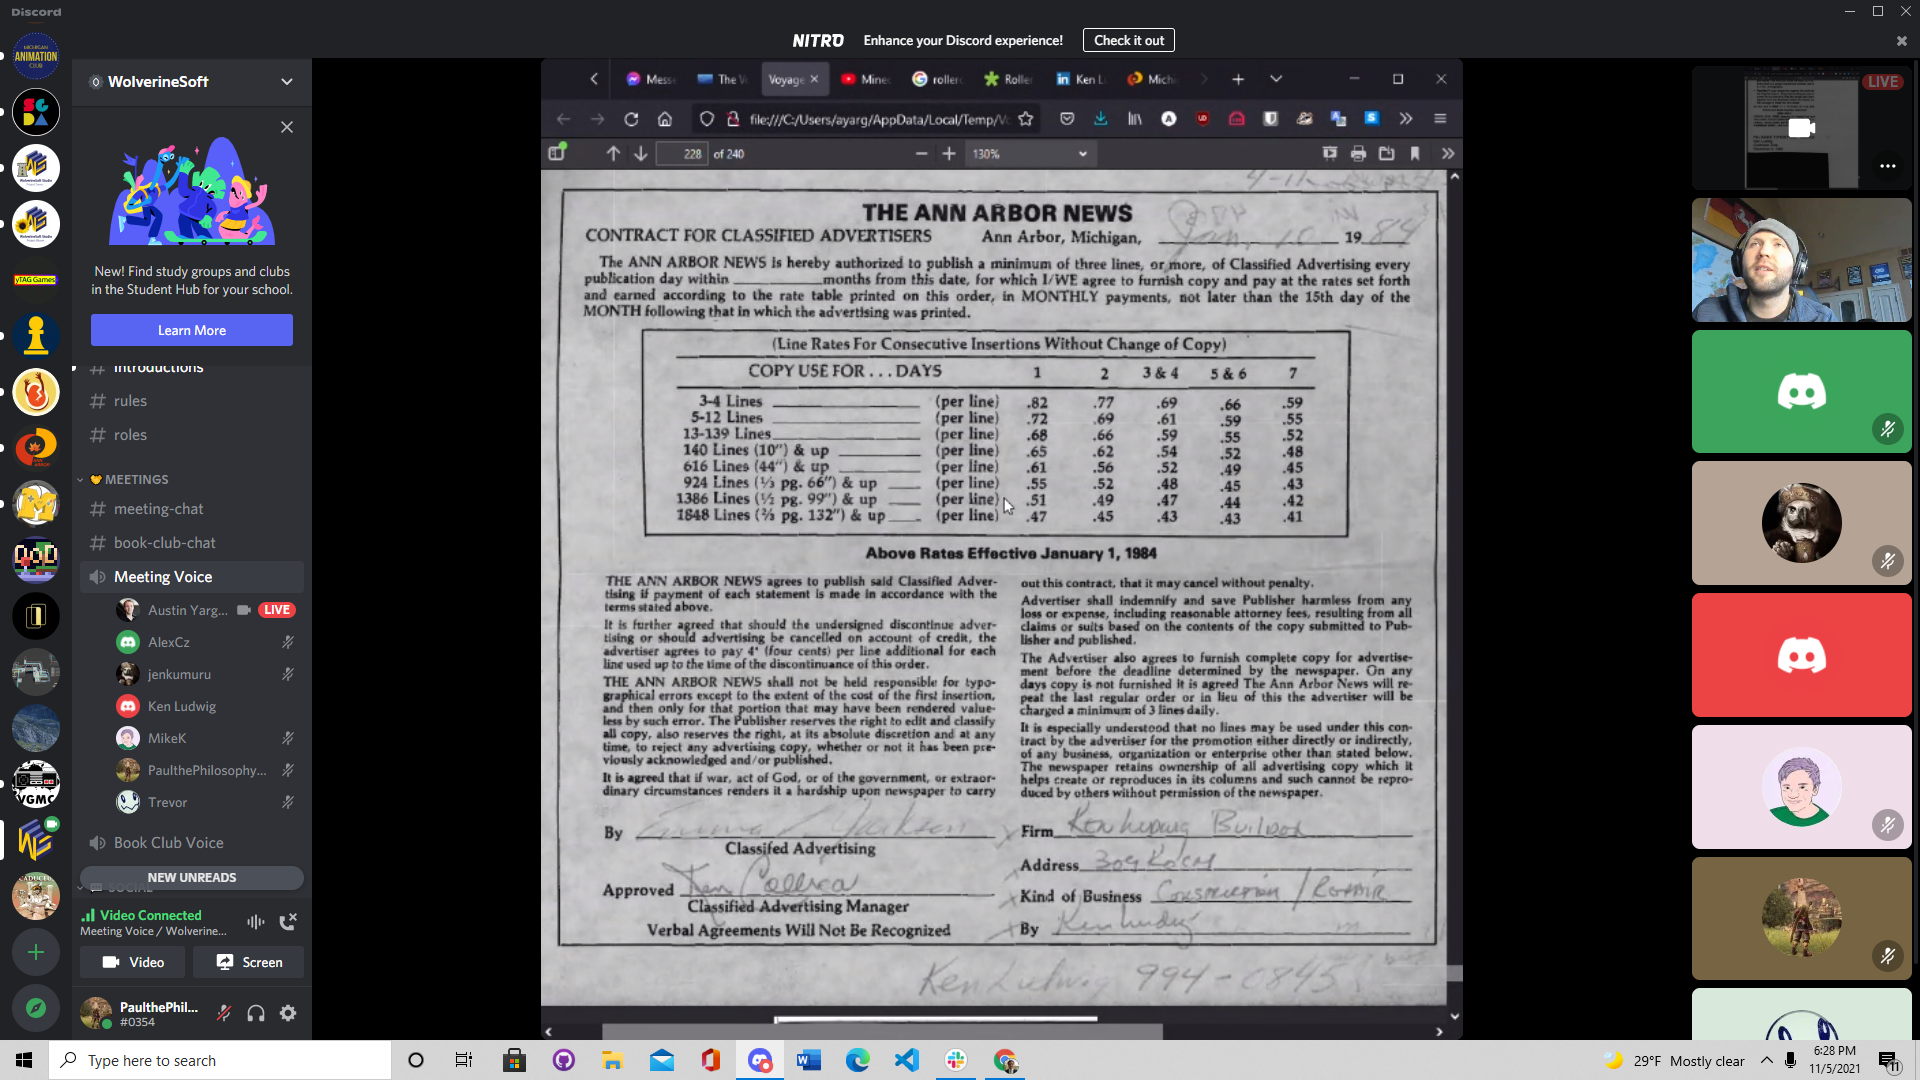 Discord
NITRO Enhance your Discord experience! Check it out
WolverineSoft
New! Find study groups and clubs
in the Student Hub for your school.
Learn More
# introductions
# rules
# roles
MEETINGS
# meeting-chat
# book-club-chat
Meeting Voice
Austin Yarg... LIVE
AlexCz
jenkumuru
Ken Ludwig
MikeK
PaulthePhilosophy...
Trevor
Book Club Voice
NEW UNREADS
Video Connected
Meeting Voice / Wolverine...
Video Screen
PaulthePhil...
#0354
Messe The V Voyage Minec rollerc Roller Ken L Michi
file:///C:/Users/ayarg/AppData/Local/Temp/Vo
228 of 240 130%
THE ANN ARBOR NEWS
CONTRACT FOR CLASSIFIED ADVERTISERS Ann Arbor, Michigan, Jan. 10 1984
The ANN ARBOR NEWS is hereby authorized to publish a minimum of three lines, or more, of Classified Advertising every
publication day within ____________months from this date, for which I/WE agree to furnish copy and pay at the rates set forth
and earned according to the rate table printed on this order, in MONTHLY payments, not later than the 15th day of the
MONTH following that in which the advertising was printed.
(Line Rates For Consecutive Insertions Without Change of Copy)
COPY USE FOR . . . DAYS 1 2 3 & 4 5 & 6 7
3-4 Lines (per line) .82 .77 .69 .66 .59
5-12 Lines (per line) .72 .69 .61 .59 .55
13-139 Lines (per line) .68 .66 .59 .55 .52
140 Lines (10") & up (per line) .65 .62 .54 .52 .48
616 Lines (44") & up (per line) .61 .56 .52 .49 .45
924 Lines (⅓ pg. 66") & up (per line) .55 .52 .48 .45 .43
1386 Lines (½ pg. 99") & up (per line) .51 .49 .47 .44 .42
1848 Lines (⅔ pg. 132") & up (per line) .47 .45 .43 .43 .41
Above Rates Effective January 1, 1984
THE ANN ARBOR NEWS agrees to publish said Classified Adver-
tising if payment of each statement is made in accordance with the
terms stated above.
It is further agreed that should the undersigned discontinue adver-
tising or should advertising be cancelled on account of credit, the
advertiser agrees to pay 4¢ (four cents) per line additional for each
line used up to the time of the discontinuance of this order.
THE ANN ARBOR NEWS shall not be held responsible for typo-
graphical errors except to the extent of the cost of the first insertion,
and then only for that portion that may have been rendered value-
less by such error. The Publisher reserves the right to edit and classify
all copy, also reserves the right, at its absolute discretion and at any
time, to reject any advertising copy, whether or not it has been pre-
viously acknowledged and/or published.
It is agreed that if war, act of God, or of the government, or extraor-
dinary circumstances renders it a hardship upon newspaper to carry
out this contract, that it may cancel without penalty.
Advertiser shall indemnify and save Publisher harmless from any
loss or expense, including reasonable attorney fees, resulting from all
claims or suits based on the contents of the copy submitted to Pub-
lisher and published.
The Advertiser also agrees to furnish complete copy for advertise-
ment before the deadline determined by the newspaper. On any
days copy is not furnished it is agreed The Ann Arbor News will re-
peat the last regular order or in lieu of this the advertiser will be
charged a minimum of 3 lines daily.
It is especially understood that no lines may be used under this con-
tract by the advertiser for the promotion either directly or indirectly,
of any business, organization or enterprise other than stated below.
The newspaper retains ownership of all advertising copy which it
helps create or reproduces in its columns and such cannot be repro-
duced by others without permission of the newspaper.
By Jackson
Classifed Advertising
Approved Ken
Classified Advertising Manager
Verbal Agreements Will Not Be Recognized
Firm Ken Ludwig Builder
Address 309
Kind of Business Construction / Repair
By Ken Ludwig
Ken Ludwig 994-0845
LIVE
Type here to search
29°F Mostly clear
6:28 PM
11/5/2021